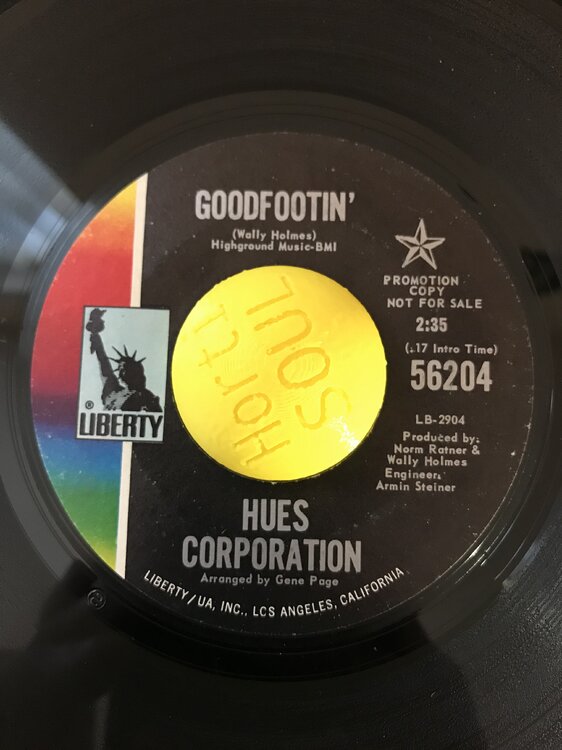 GOODFOOTIN'
(Wally Holmes)
Highground Music-BMI
PROMOTION
COPY
NOT FOR SALE
2:35
(:17 Intro Time)
56204
LB-2904
Produced by:
Norm Ratner &
Wally Holmes
Engineer:
Armin Steiner
®
LIBERTY
SOUL
HUES
CORPORATION
Arranged by Gene Page
LIBERTY/UA, INC., LCS ANGELES, CALIFORNIA